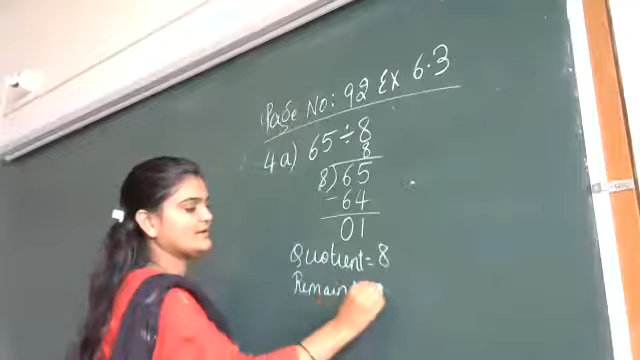 Page No: 92 Ex 6.3
4a) 65 ÷ 8
8
8)65
- 64
01
Quotient = 8